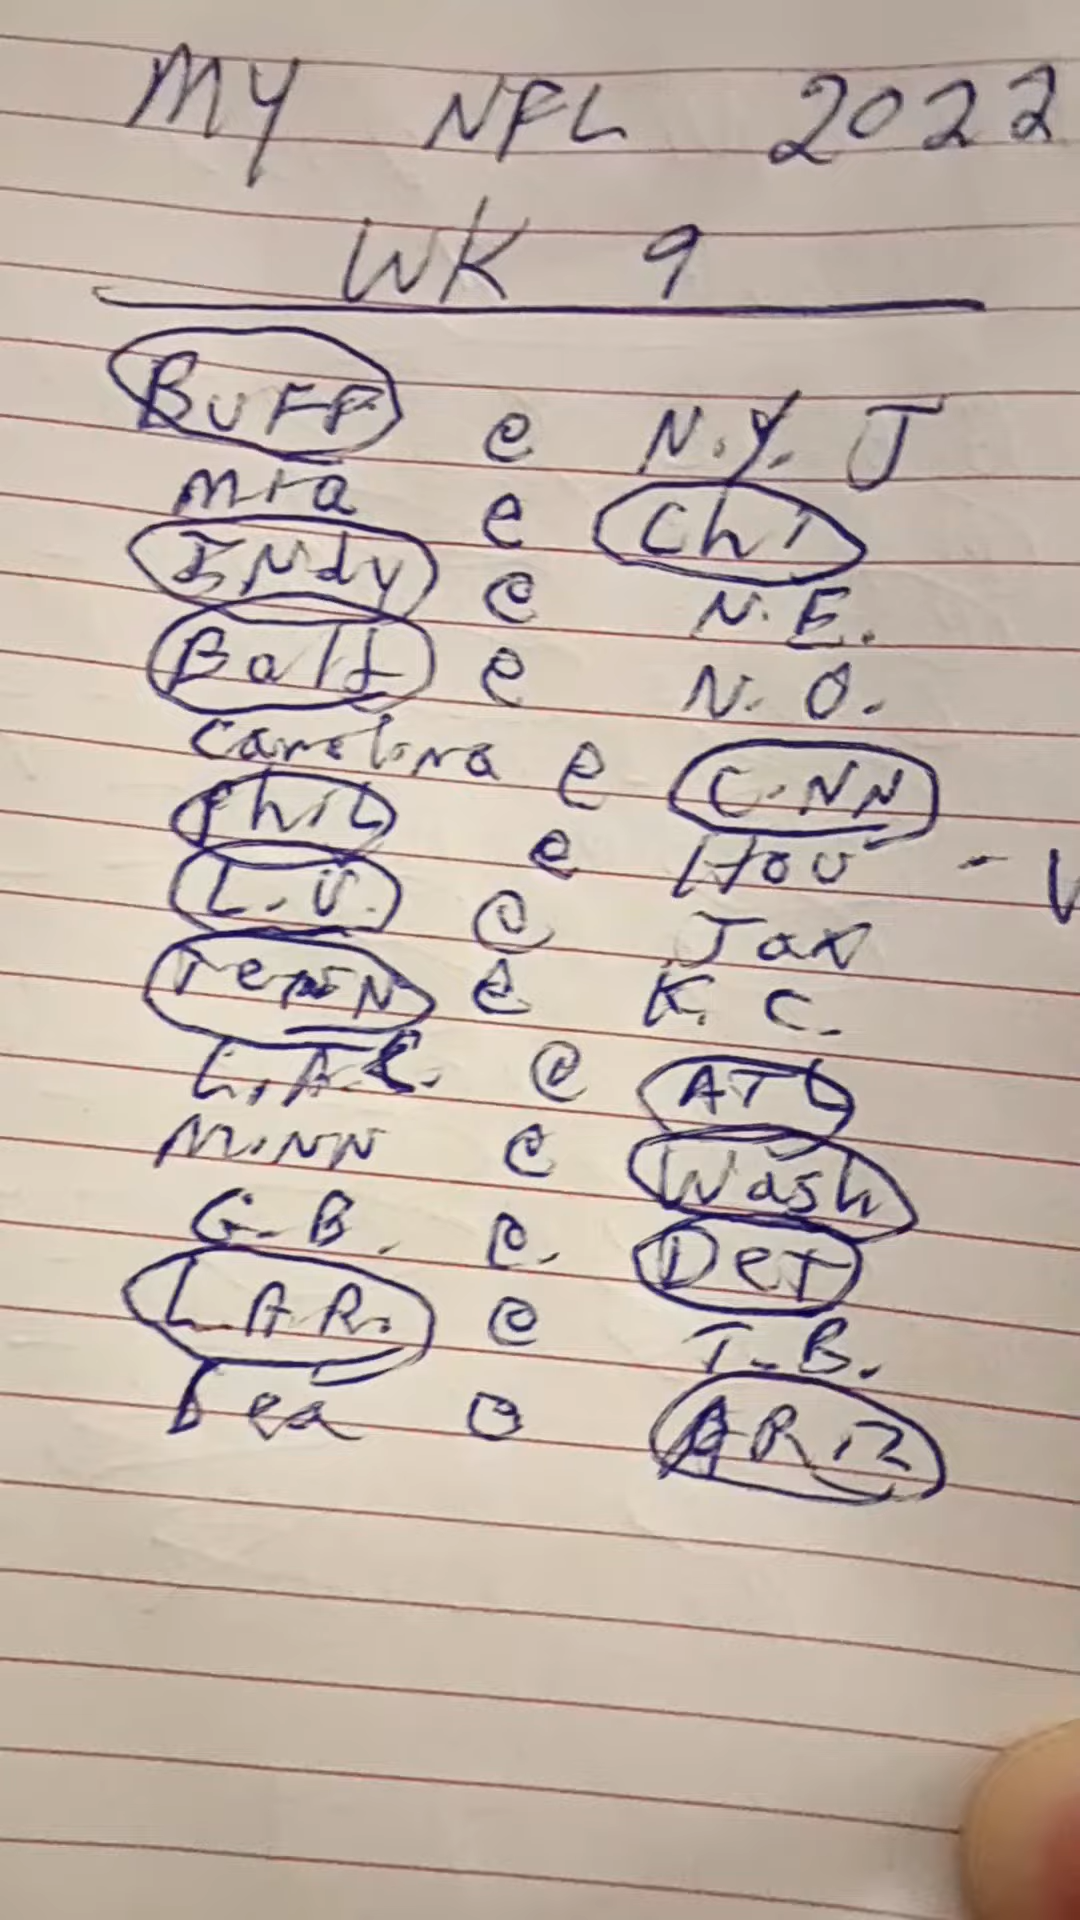 MY NFL 2022
WK 9
BUFF @ N.Y. J
MIA @ Chi
INdy @ N.E.
Balt @ N.O.
Carolina @ CiNN
Phil @ Hou -
L.V. @ Jax
TeNN @ K.C.
L.A.C. @ ATL
MiNN @ Wash
G.B. @. Det
L.A.R. @ T.B.
Sea @ ARiz